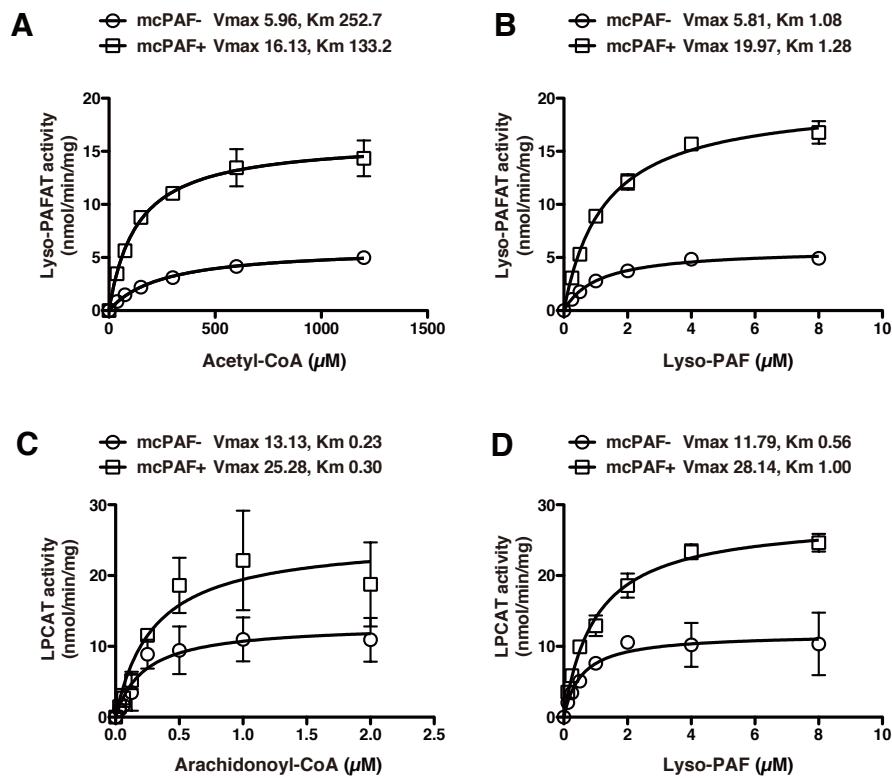 A
mcPAF- Vmax 5.96, Km 252.7
mcPAF+ Vmax 16.13, Km 133.2
Lyso-PAFAT activity
(nmol/min/mg)
20
15
10
5
0
0 500 1000 1500
Acetyl-CoA (µM)
B
mcPAF- Vmax 5.81, Km 1.08
mcPAF+ Vmax 19.97, Km 1.28
Lyso-PAFAT activity
(nmol/min/mg)
20
15
10
5
0
0 2 4 6 8 10
Lyso-PAF (µM)
C
mcPAF- Vmax 13.13, Km 0.23
mcPAF+ Vmax 25.28, Km 0.30
LPCAT activity
(nmol/min/mg)
30
20
10
0
0.0 0.5 1.0 1.5 2.0 2.5
Arachidonoyl-CoA (µM)
D
mcPAF- Vmax 11.79, Km 0.56
mcPAF+ Vmax 28.14, Km 1.00
LPCAT activity
(nmol/min/mg)
30
20
10
0
0 2 4 6 8 10
Lyso-PAF (µM)